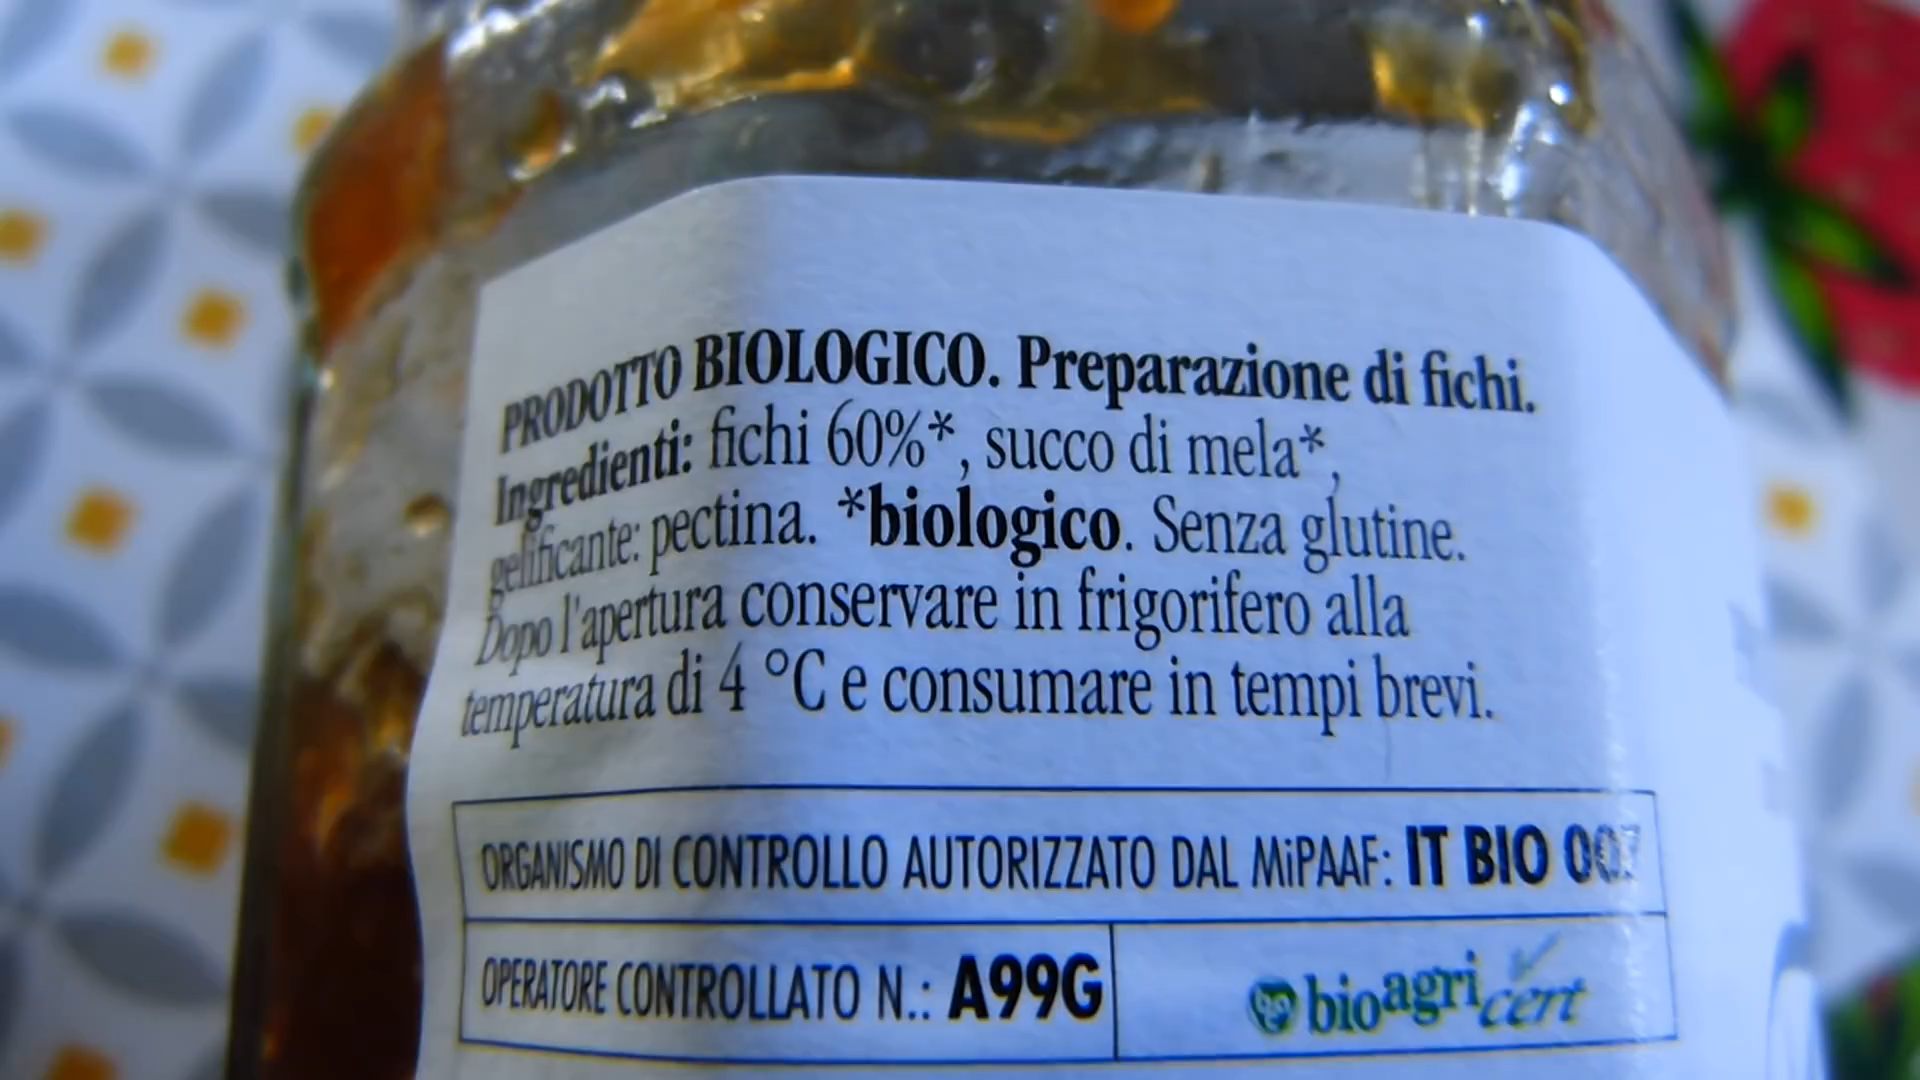 PRODOTTO BIOLOGICO. Preparazione di fichi.
Ingredienti: fichi 60%*, succo di mela*,
gelificante: pectina. *biologico. Senza glutine.
Dopo l'apertura conservare in frigorifero alla
temperatura di 4 °C e consumare in tempi brevi.
ORGANISMO DI CONTROLLO AUTORIZZATO DAL MiPAAF: IT BIO
OPERATORE CONTROLLATO N.: A99G
bioagricert